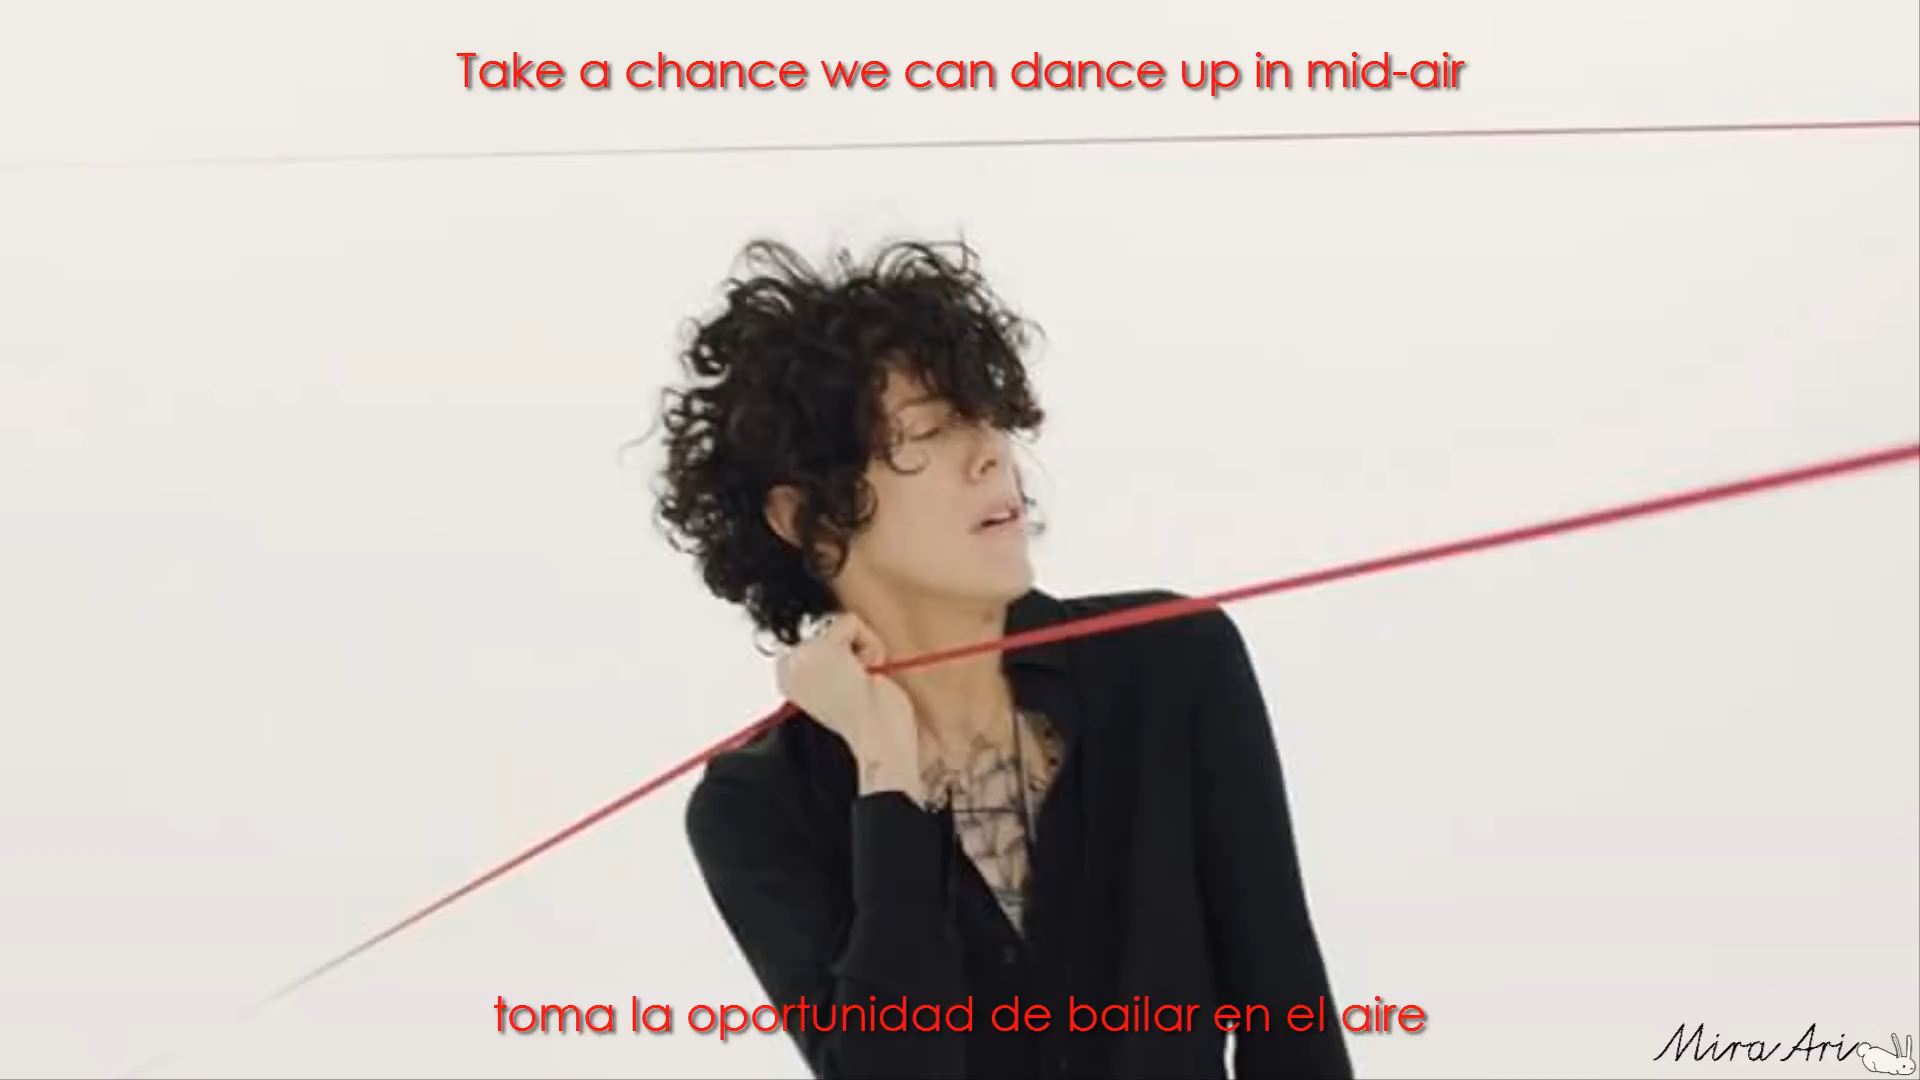 Take a chance we can dance up in mid-air
toma la oportunidad de bailar en el aire
Mira Ari